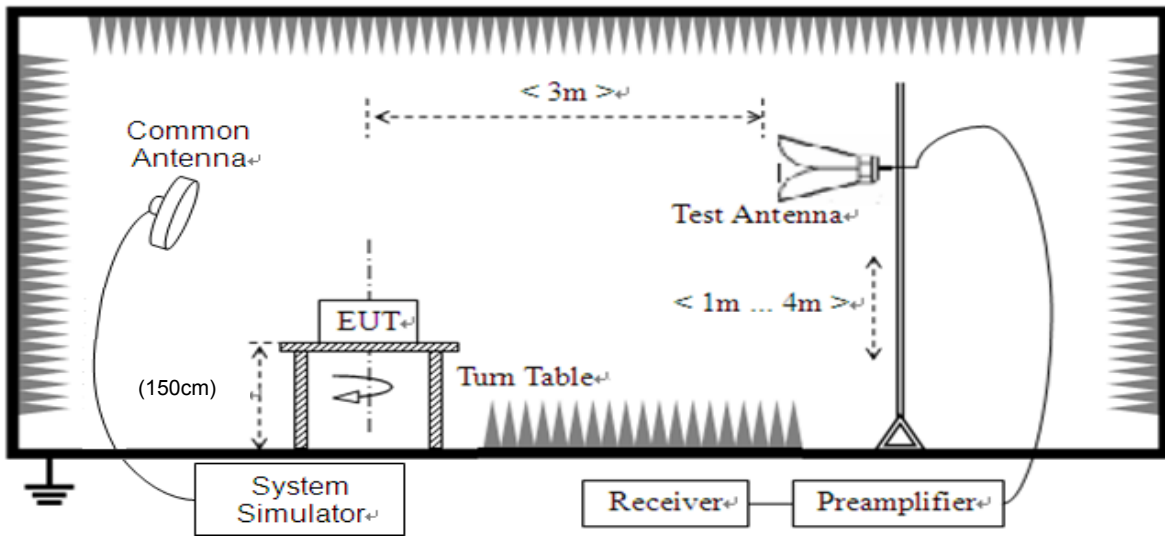 < 3m >↵
Common
Antenna↵
Test Antenna↵
< 1m ... 4m >↵
EUT↵
(150cm)
Turn Table↵
System
Simulator↵
Receiver↵
Preamplifier↵